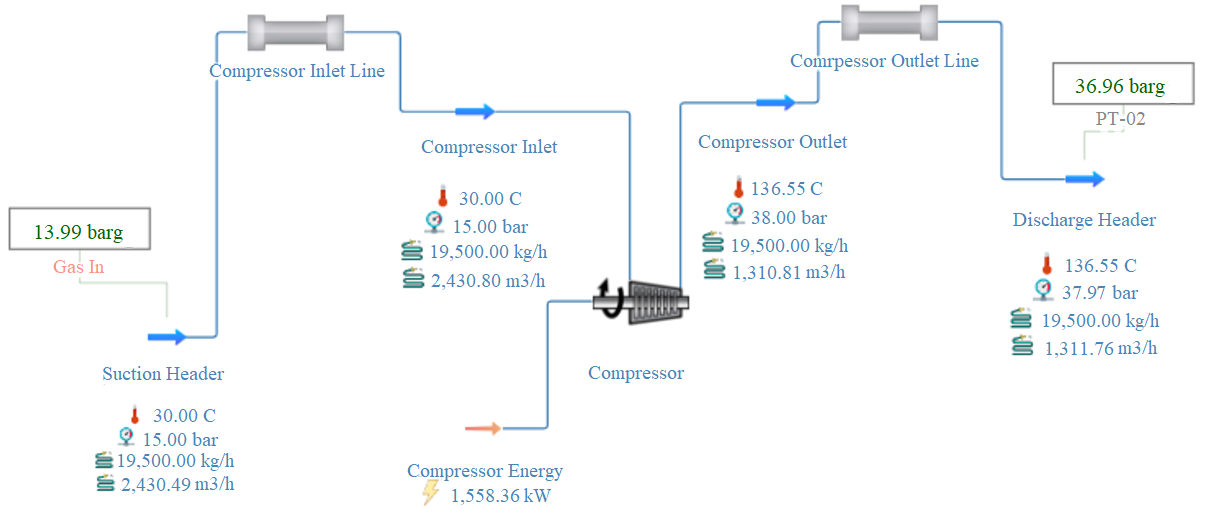 Compressor Inlet Line
Comrpessor Outlet Line
36.96 barg
PT-02
Compressor Inlet
30.00 C
15.00 bar
19,500.00 kg/h
2,430.80 m3/h
Compressor Outlet
136.55 C
38.00 bar
19,500.00 kg/h
1,310.81 m3/h
13.99 barg
Gas In
Discharge Header
136.55 C
37.97 bar
19,500.00 kg/h
1,311.76 m3/h
Suction Header
30.00 C
15.00 bar
19,500.00 kg/h
2,430.49 m3/h
Compressor
Compressor Energy
1,558.36 kW